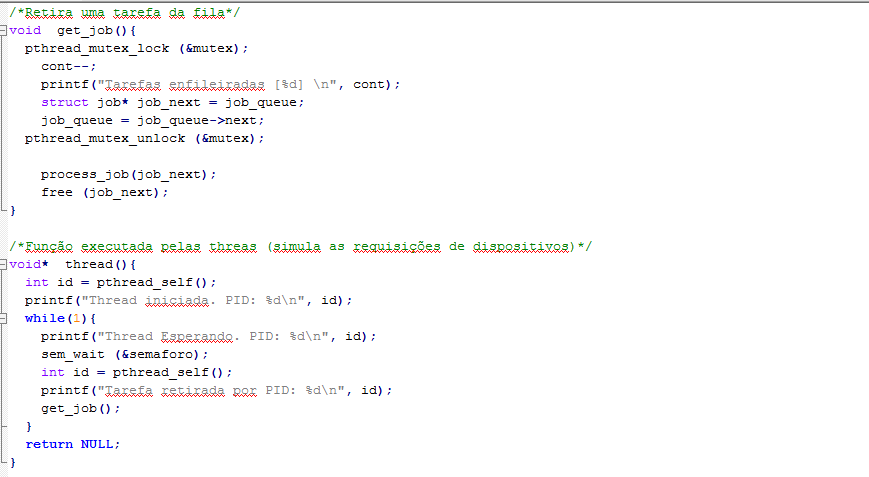 /*Retira uma tarefa da fila*/
void  get_job(){
  pthread_mutex_lock (&mutex);
    cont--;
    printf("Tarefas enfileiradas [%d] \n", cont);
    struct job* job_next = job_queue;
    job_queue = job_queue->next;
  pthread_mutex_unlock (&mutex);
    process_job(job_next);
    free (job_next);
}
/*Função executada pelas threas (simula as requisições de dispositivos)*/
void*  thread(){
  int id = pthread_self();
  printf("Thread iniciada. PID: %d\n", id);
  while(1){
    printf("Thread Esperando. PID: %d\n", id);
    sem_wait (&semaforo);
    int id = pthread_self();
    printf("Tarefa retirada por PID: %d\n", id);
    get_job();
  }
  return NULL;
}